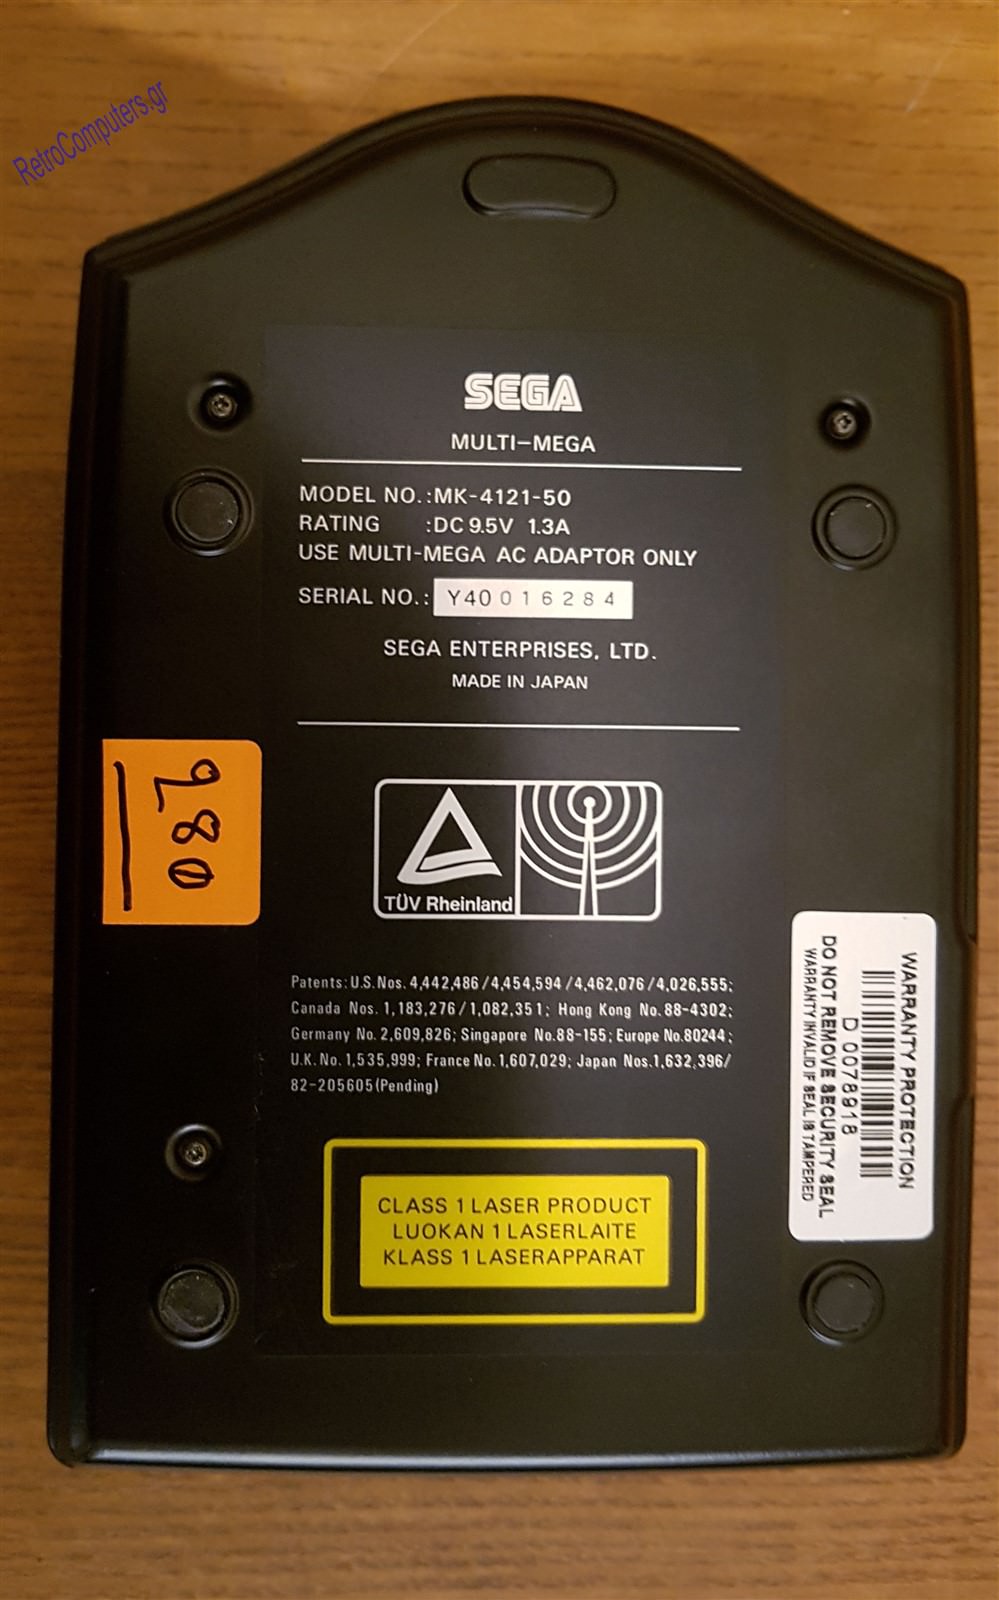 RetroComputers.gr
SEGA
MULTI-MEGA
MODEL NO.:MK-4121-50
RATING :DC 9.5V 1.3A
USE MULTI-MEGA AC ADAPTOR ONLY
SERIAL NO.: Y40016284
SEGA ENTERPRISES, LTD.
MADE IN JAPAN
280
TÜV Rheinland
Patents: U.S. Nos. 4,442,486/4,454,594/4,462,076/4,026,555;
Canada Nos. 1,183,276/1,082,351; Hong Kong No. 88-4302;
Germany No. 2,609,826; Singapore No. 88-155; Europe No. 80244;
U.K. No. 1,535,999; France No. 1,607,029; Japan Nos. 1,632,396/
82-205605 (Pending)
WARRANTY PROTECTION
D 0078918
DO NOT REMOVE SECURITY SEAL
WARRANTY INVALID IF SEAL IS TAMPERED
CLASS 1 LASER PRODUCT
LUOKAN 1 LASERLAITE
KLASS 1 LASERAPPARAT